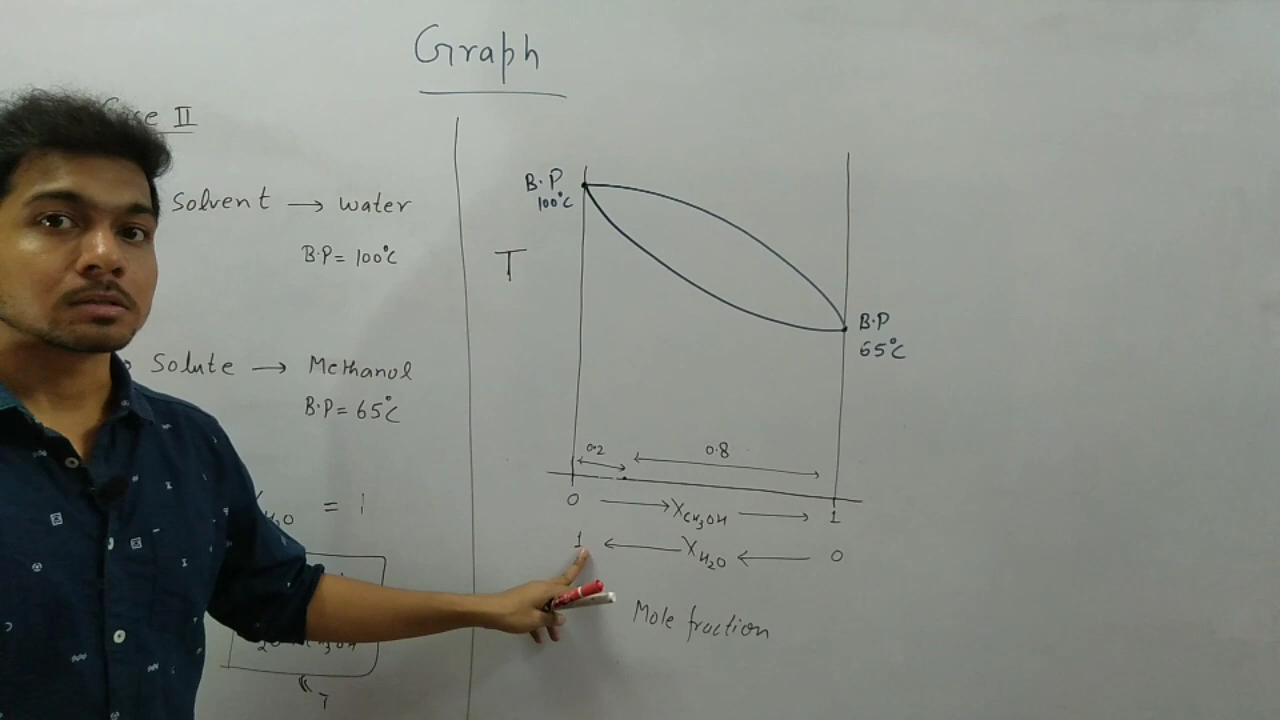 Graph
Case II
Solvent → water
B.P = 100°C
Solute → Methanol
B.P = 65°C
H₂O = 1
B.P
100°C
T
B.P
65°C
0.2
0.8
0 → X CH₃OH → 1
1 ← X H₂O ← 0
Mole fraction